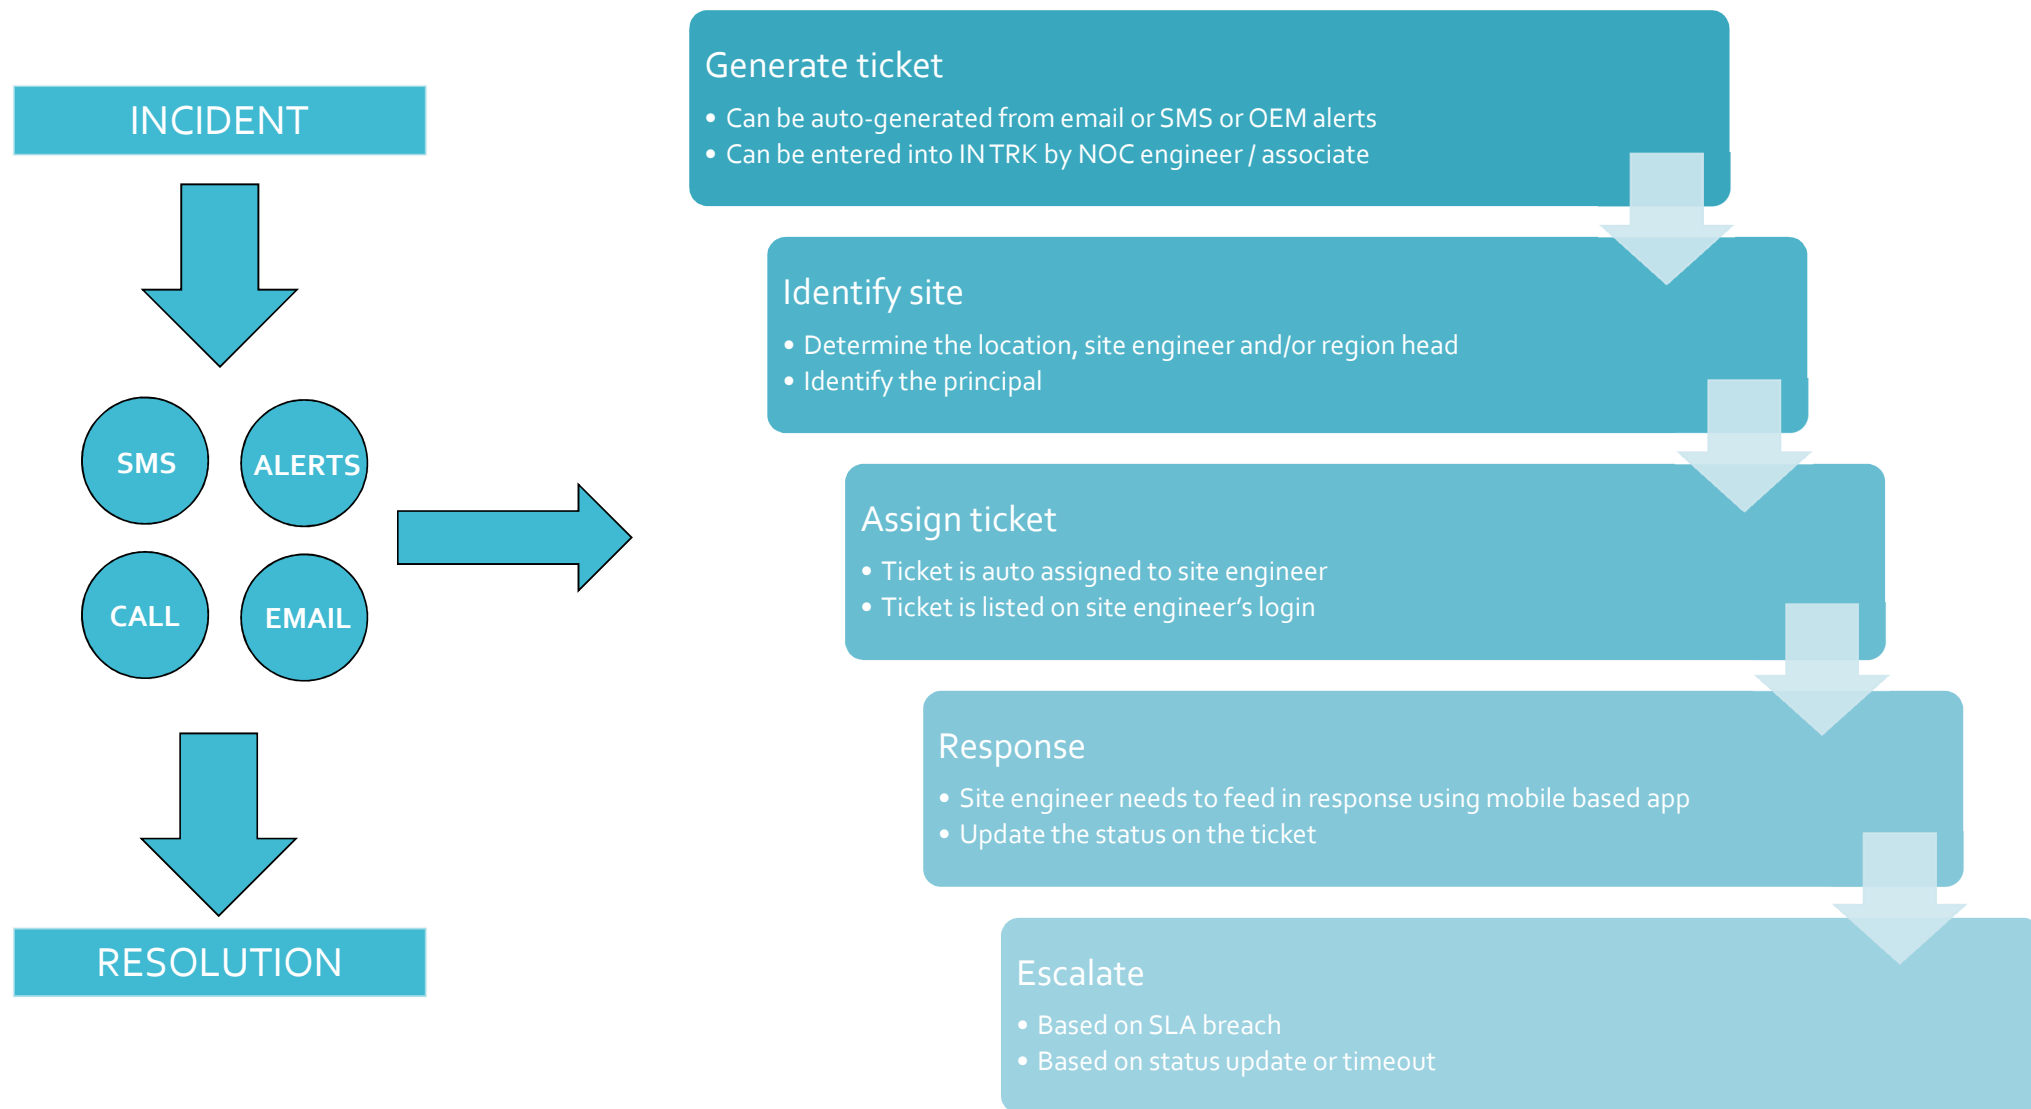 INCIDENT
SMS
ALERTS
CALL
EMAIL
RESOLUTION
Generate ticket
• Can be auto-generated from email or SMS or OEM alerts
• Can be entered into IN TRK by NOC engineer / associate
Identify site
• Determine the location, site engineer and/or region head
• Identify the principal
Assign ticket
• Ticket is auto assigned to site engineer
• Ticket is listed on site engineer’s login
Response
• Site engineer needs to feed in response using mobile based app
• Update the status on the ticket
Escalate
• Based on SLA breach
• Based on status update or timeout